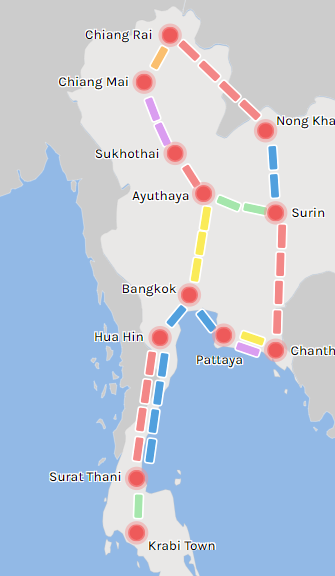 Chiang Rai
Chiang Mai
Nong Kha
Sukhothai
Ayuthaya
Surin
Bangkok
Hua Hin
Pattaya
Chanth
Surat Thani
Krabi Town